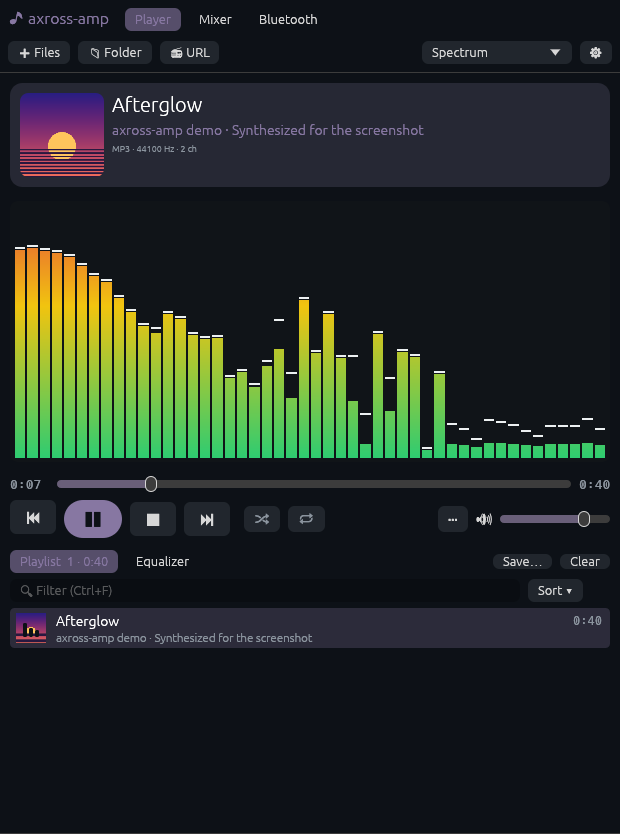 axross-amp Player Mixer Bluetooth
Files Folder URL Spectrum
Afterglow
axross-amp demo · Synthesized for the screenshot
MP3 · 44100 Hz · 2 ch
0:07 0:40
...
Playlist 1 · 0:40 Equalizer Save… Clear
Filter (Ctrl+F) Sort ▾
Afterglow 0:40
axross-amp demo · Synthesized for the screenshot